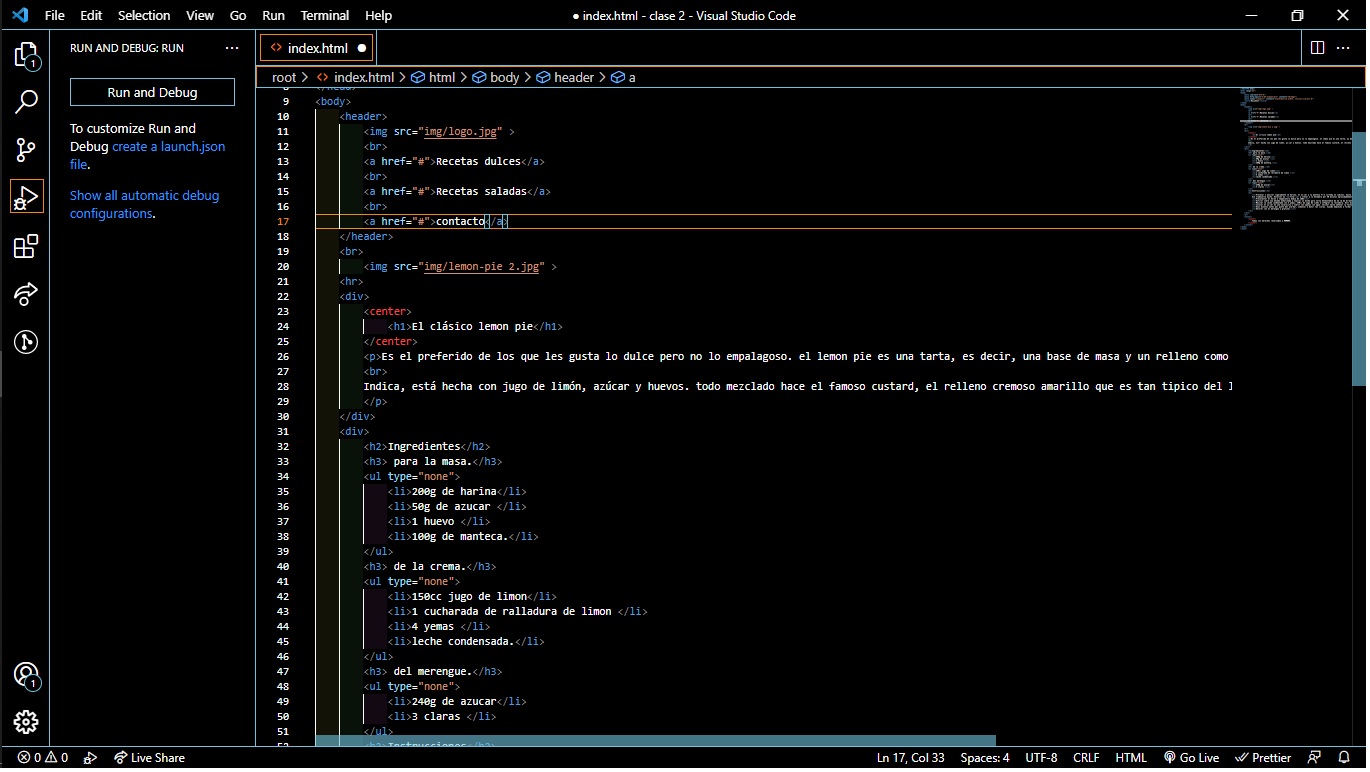 File Edit Selection View Go Run Terminal Help
● index.html - clase 2 - Visual Studio Code
RUN AND DEBUG: RUN ···
index.html ●
root > index.html > html > body > header > a
1
Run and Debug
To customize Run and
Debug create a launch.json
file.
Show all automatic debug
configurations.
1
8 </head>
9 <body>
10 <header>
11 <img src="img/logo.jpg" >
12 <br>
13 <a href="#">Recetas dulces</a>
14 <br>
15 <a href="#">Recetas saladas</a>
16 <br>
17 <a href="#">contacto</a>
18 </header>
19 <br>
20 <img src="img/lemon-pie 2.jpg" >
21 <hr>
22 <div>
23 <center>
24 <h1>El clásico lemon pie</h1>
25 </center>
26 <p>Es el preferido de los que les gusta lo dulce pero no lo empalagoso. el lemon pie es una tarta, es decir, una base de masa y un relleno como
27 <br>
28 Indica, está hecha con jugo de limón, azúcar y huevos. todo mezclado hace el famoso custard, el relleno cremoso amarillo que es tan tipico del l
29 </p>
30 </div>
31 <div>
32 <h2>Ingredientes</h2>
33 <h3> para la masa.</h3>
34 <ul type="none">
35 <li>200g de harina</li>
36 <li>50g de azucar </li>
37 <li>1 huevo </li>
38 <li>100g de manteca.</li>
39 </ul>
40 <h3> de la crema.</h3>
41 <ul type="none">
42 <li>150cc jugo de limon</li>
43 <li>1 cucharada de ralladura de limon </li>
44 <li>4 yemas </li>
45 <li>leche condensada.</li>
46 </ul>
47 <h3> del merengue.</h3>
48 <ul type="none">
49 <li>240g de azucar</li>
50 <li>3 claras </li>
51 </ul>
52 <h2>Instrucciones</h2>
0 0 Live Share Ln 17, Col 33 Spaces: 4 UTF-8 CRLF HTML Go Live Prettier